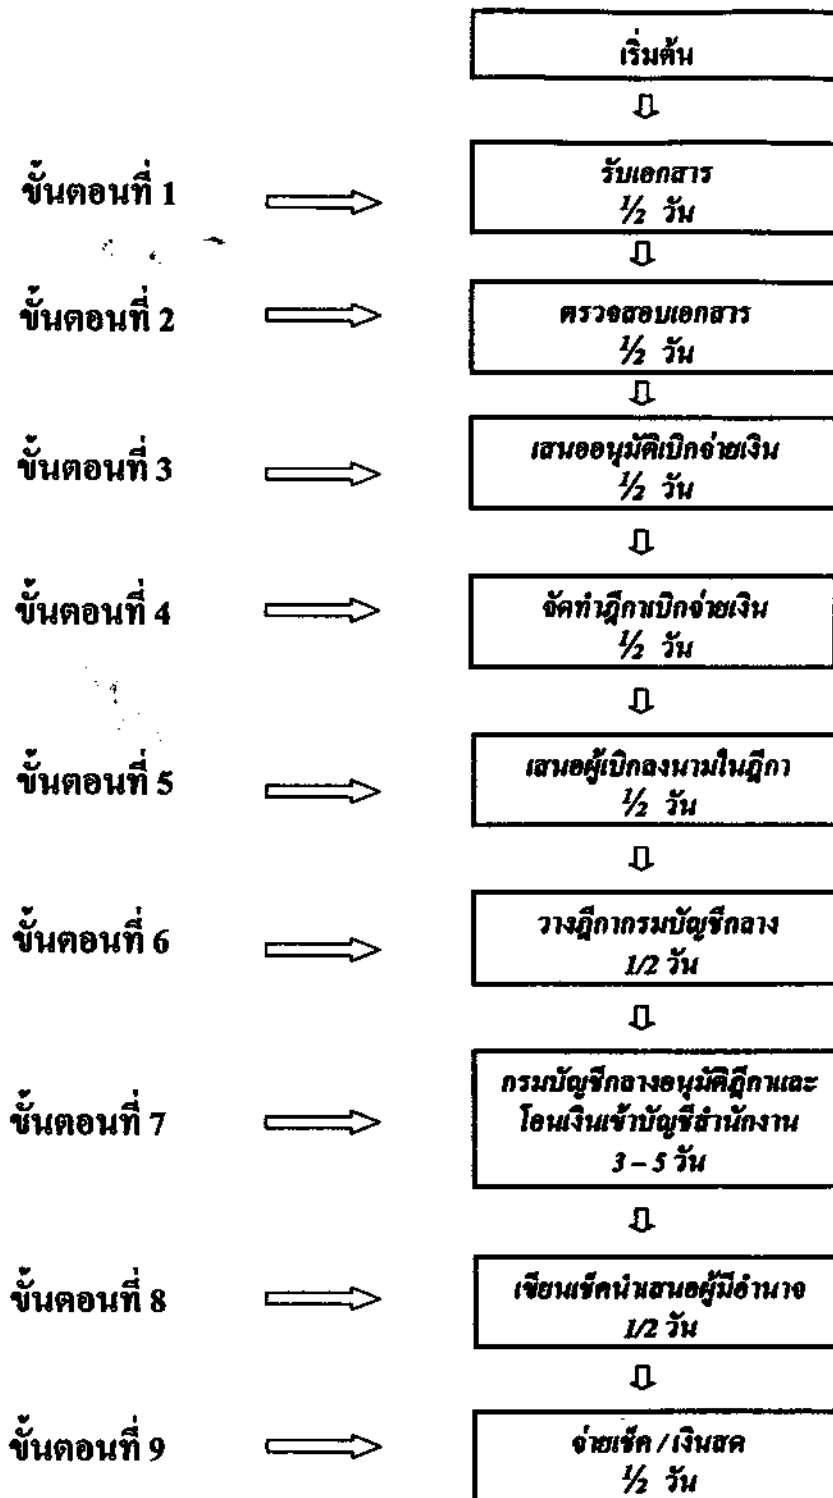 เริ่มต้น
ขั้นตอนที่ 1
รับเอกสาร
½ วัน
ขั้นตอนที่ 2
ตรวจสอบเอกสาร
½ วัน
ขั้นตอนที่ 3
เสนออนุมัติเบิกจ่ายเงิน
½ วัน
ขั้นตอนที่ 4
จัดทำฎีกาเบิกจ่ายเงิน
½ วัน
ขั้นตอนที่ 5
เสนอผู้เบิกลงนามในฎีกา
½ วัน
ขั้นตอนที่ 6
วางฎีกากรมบัญชีกลาง
1/2 วัน
ขั้นตอนที่ 7
กรมบัญชีกลางอนุมัติฎีกาและ
โอนเงินเข้าบัญชีสำนักงาน
3 – 5 วัน
ขั้นตอนที่ 8
เขียนเช็คนำเสนอผู้มีอำนาจ
1/2 วัน
ขั้นตอนที่ 9
จ่ายเช็ค / เงินสด
½ วัน